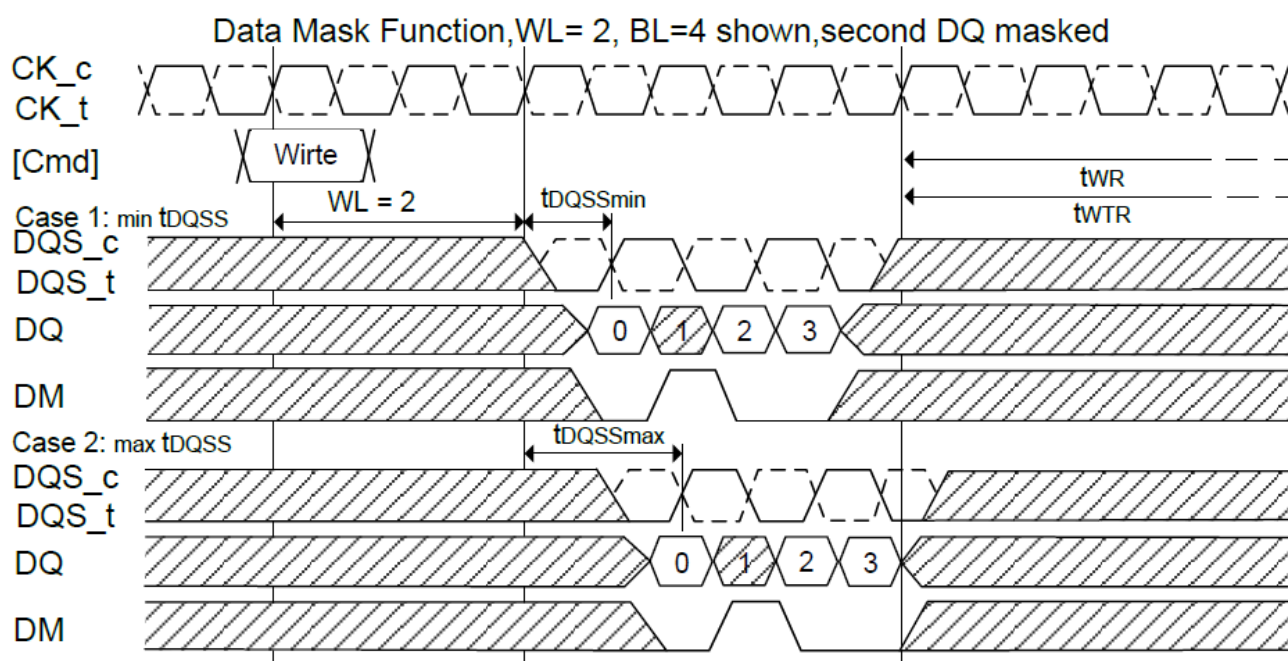 Data Mask Function,WL= 2, BL=4 shown,second DQ masked
CK_c
CK_t
[Cmd] Wirte
tWR
WL = 2 tDQSSmin tWTR
Case 1: min tDQSS
DQS_c
DQS_t
DQ 0 1 2 3
DM
Case 2: max tDQSS tDQSSmax
DQS_c
DQS_t
DQ 0 1 2 3
DM